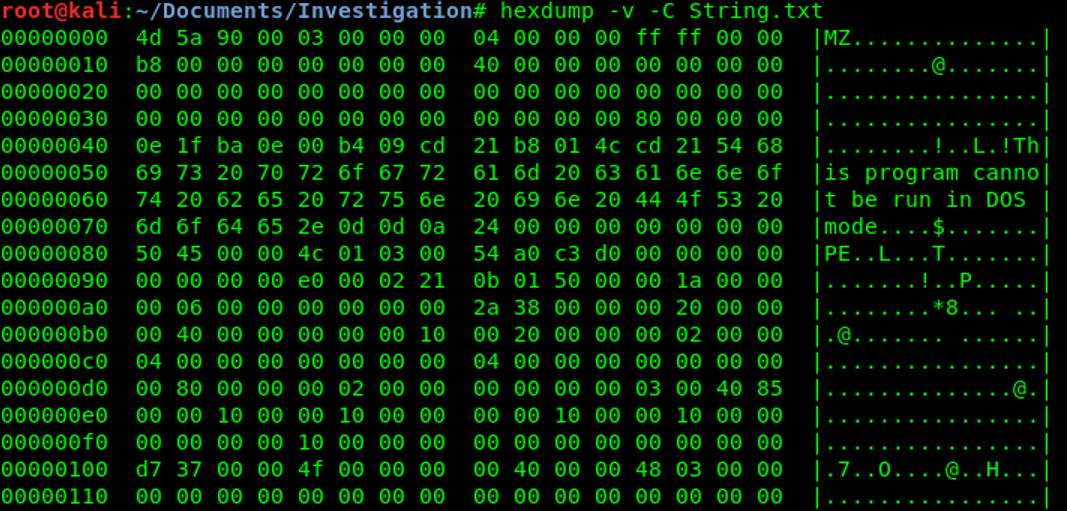 root@kali:~/Documents/Investigation# hexdump -v -C String.txt
00000000  4d 5a 90 00 03 00 00 00  04 00 00 00 ff ff 00 00  |MZ..............|
00000010  b8 00 00 00 00 00 00 00  40 00 00 00 00 00 00 00  |........@.......|
00000020  00 00 00 00 00 00 00 00  00 00 00 00 00 00 00 00  |................|
00000030  00 00 00 00 00 00 00 00  00 00 00 00 80 00 00 00  |................|
00000040  0e 1f ba 0e 00 b4 09 cd  21 b8 01 4c cd 21 54 68  |........!..L.!Th|
00000050  69 73 20 70 72 6f 67 72  61 6d 20 63 61 6e 6e 6f  |is program canno|
00000060  74 20 62 65 20 72 75 6e  20 69 6e 20 44 4f 53 20  |t be run in DOS |
00000070  6d 6f 64 65 2e 0d 0d 0a  24 00 00 00 00 00 00 00  |mode....$.......|
00000080  50 45 00 00 4c 01 03 00  54 a0 c3 d0 00 00 00 00  |PE..L...T.......|
00000090  00 00 00 00 e0 00 02 21  0b 01 50 00 00 1a 00 00  |.......!..P.....|
000000a0  00 06 00 00 00 00 00 00  2a 38 00 00 00 20 00 00  |........*8... ..|
000000b0  00 40 00 00 00 00 00 10  00 20 00 00 00 02 00 00  |.@....... ......|
000000c0  04 00 00 00 00 00 00 00  04 00 00 00 00 00 00 00  |................|
000000d0  00 80 00 00 00 02 00 00  00 00 00 00 03 00 40 85  |..............@.|
000000e0  00 00 10 00 00 10 00 00  00 00 10 00 00 10 00 00  |................|
000000f0  00 00 00 00 10 00 00 00  00 00 00 00 00 00 00 00  |................|
00000100  d7 37 00 00 4f 00 00 00  00 40 00 00 48 03 00 00  |.7..O....@..H...|
00000110  00 00 00 00 00 00 00 00  00 00 00 00 00 00 00 00  |................|